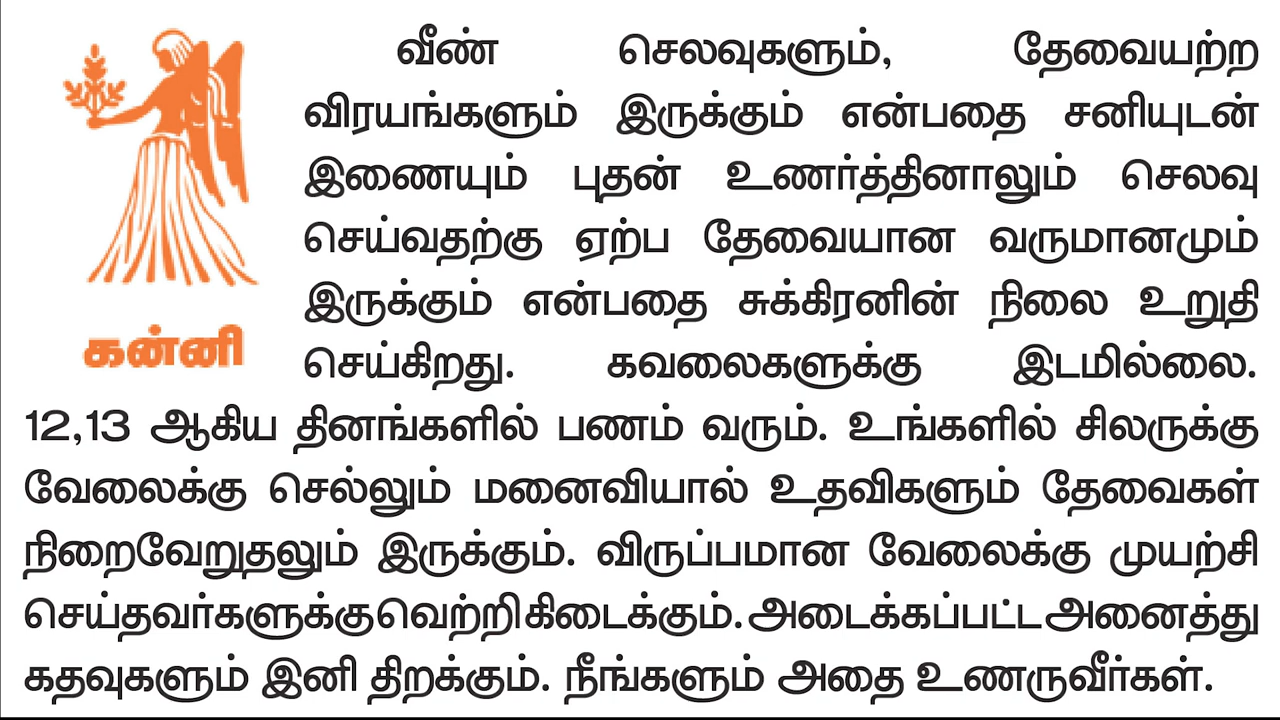 வீண் செலவுகளும், தேவையற்ற
விரயங்களும் இருக்கும் என்பதை சனியுடன்
இணையும் புதன் உணர்த்தினாலும் செலவு
செய்வதற்கு ஏற்ப தேவையான வருமானமும்
இருக்கும் என்பதை சுக்கிரனின் நிலை உறுதி
செய்கிறது. கவலைகளுக்கு இடமில்லை.
கன்னி
12,13 ஆகிய தினங்களில் பணம் வரும். உங்களில் சிலருக்கு
வேலைக்கு செல்லும் மனைவியால் உதவிகளும் தேவைகள்
நிறைவேறுதலும் இருக்கும். விருப்பமான வேலைக்கு முயற்சி
செய்தவர்களுக்கு வெற்றி கிடைக்கும். அடைக்கப்பட்ட அனைத்து
கதவுகளும் இனி திறக்கும். நீங்களும் அதை உணருவீர்கள்.